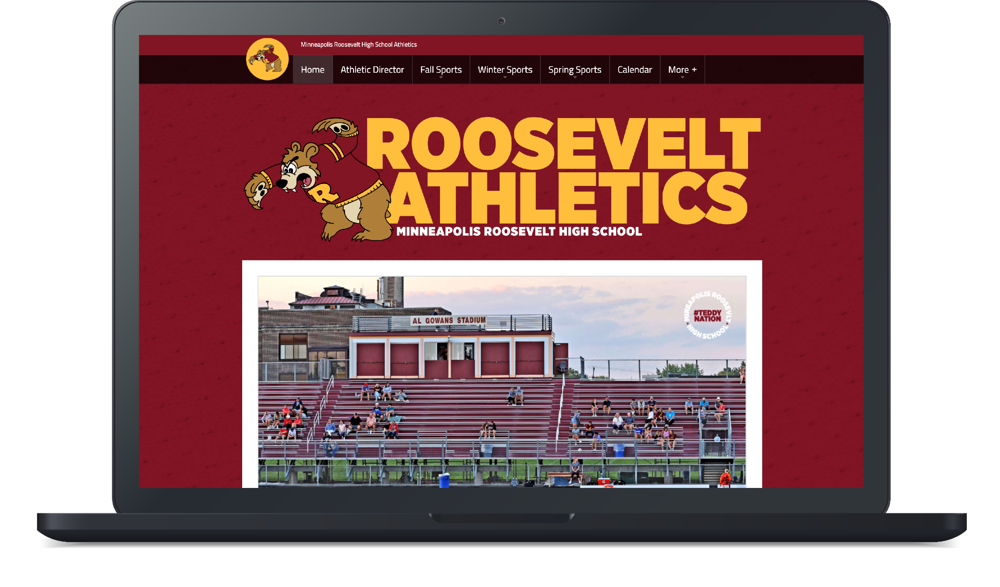 Minneapolis Roosevelt High School Athletics
Home Athletic Director Fall Sports Winter Sports Spring Sports Calendar More +
ROOSEVELT
ATHLETICS
R
MINNEAPOLIS ROOSEVELT HIGH SCHOOL
AL GOWANS STADIUM
MINNEAPOLIS ROOSEVELT
#TEDDY
NATION
HIGH SCHOOL
G